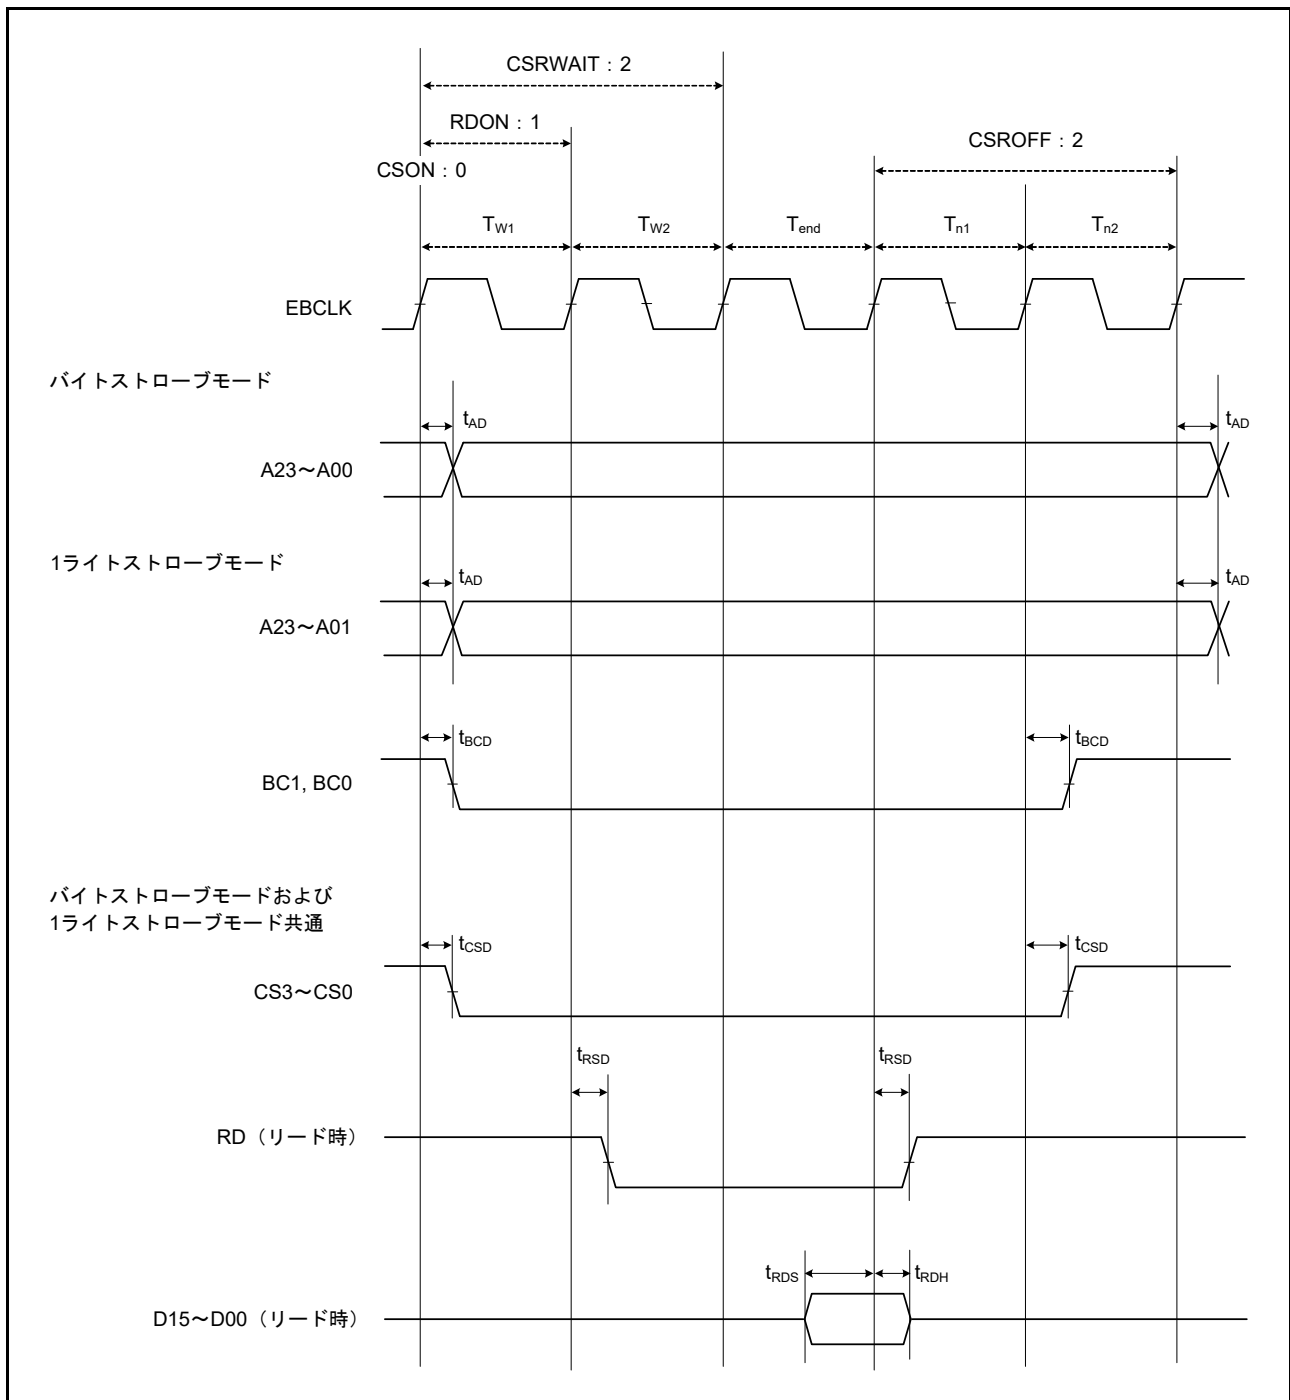 CSRWAIT : 2
RDON : 1
CSROFF : 2
CSON : 0
TW1 TW2 Tend Tn1 Tn2
EBCLK
バイトストローブモード
tAD tAD
A23～A00
1ライトストローブモード
tAD tAD
A23～A01
tBCD tBCD
BC1, BC0
バイトストローブモードおよび
1ライトストローブモード共通
tCSD tCSD
CS3～CS0
tRSD tRSD
RD（リード時）
tRDS tRDH
D15～D00（リード時）